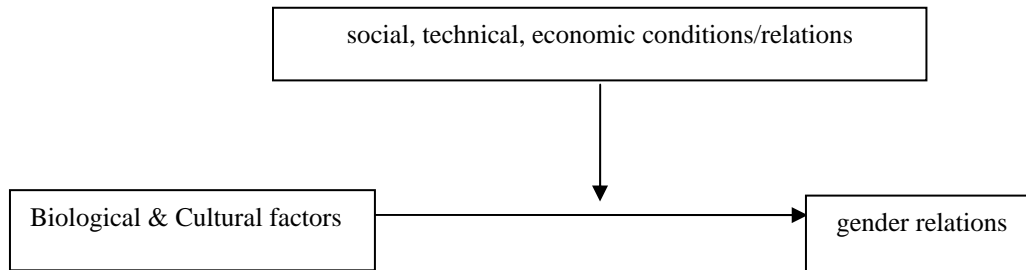 social, technical, economic conditions/relations
Biological & Cultural factors
gender relations